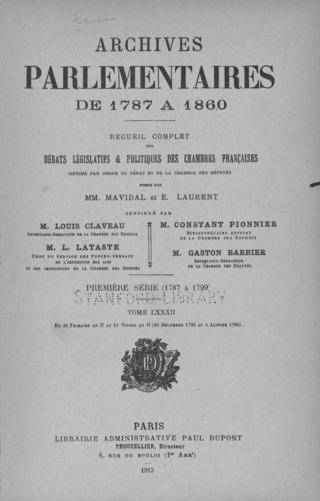 ARCHIVES
PARLEMENTAIRES
DE 1787 A 1860
RECUEIL COMPLET
DES
DÉBATS LÉGISLATIFS & POLITIQUES DES CHAMBRES FRANÇAISES
IMPRIMÉ PAR ORDRE DU SÉNAT ET DE LA CHAMBRE DES DÉPUTÉS
FONDÉ PAR
MM. MAVIDAL et E. LAURENT
CONTINUÉ PAR
M. LOUIS CLAVEAU
SECRÉTAIRE-RÉDACTEUR DE LA CHAMBRE DES DÉPUTÉS
M. L. LATASTE
CHEF DU SERVICE DES PROCÈS-VERBAUX
DE L'EXPÉDITION DES LOIS
ET DES IMPRESSIONS DE LA CHAMBRE DES DÉPUTÉS
M. CONSTANT PIONNIER
BIBLIOTHÉCAIRE ADJOINT
DE LA CHAMBRE DES DÉPUTÉS
M. GASTON BARBIER
SECRÉTAIRE-RÉDACTEUR
DE LA CHAMBRE DES DÉPUTÉS
PREMIÈRE SÉRIE (1787 à 1799)
STANFORD LIBRARY
TOME LXXXII
DU 30 FRIMAIRE AN II AU 15 NIVÔSE AN II (20 DÉCEMBRE 1793 AU 4 JANVIER 1794).
PARIS
LIBRAIRIE ADMINISTRATIVE PAUL DUPONT
THOUZELLIER, Directeur
4, RUE DU BOULOI (1er ARRt)
1913